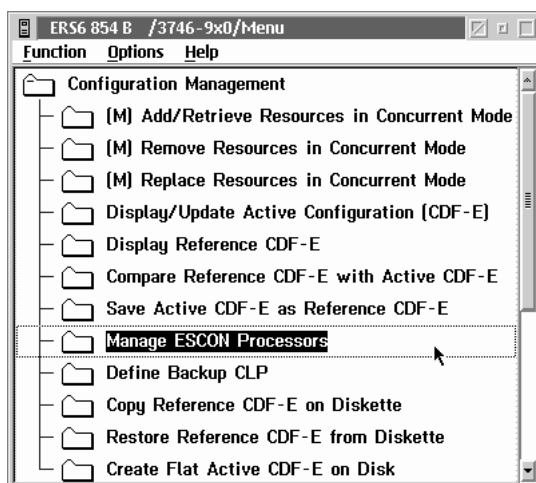 ERS6 854 B /3746-9x0/Menu
Function Options Help
Configuration Management
(M) Add/Retrieve Resources in Concurrent Mode
(M) Remove Resources in Concurrent Mode
(M) Replace Resources in Concurrent Mode
Display/Update Active Configuration (CDF-E)
Display Reference CDF-E
Compare Reference CDF-E with Active CDF-E
Save Active CDF-E as Reference CDF-E
Manage ESCON Processors
Define Backup CLP
Copy Reference CDF-E on Diskette
Restore Reference CDF-E from Diskette
Create Flat Active CDF-E on Disk